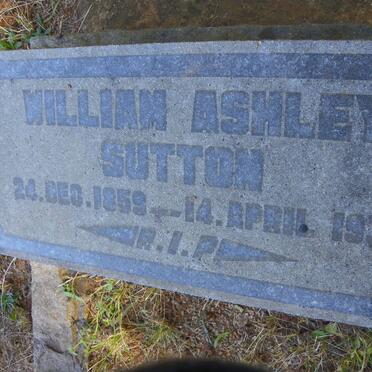 WILLIAM ASHLEY
SUTTON
24. DEC. 1859 — 14. APRIL 19
R.I.P.